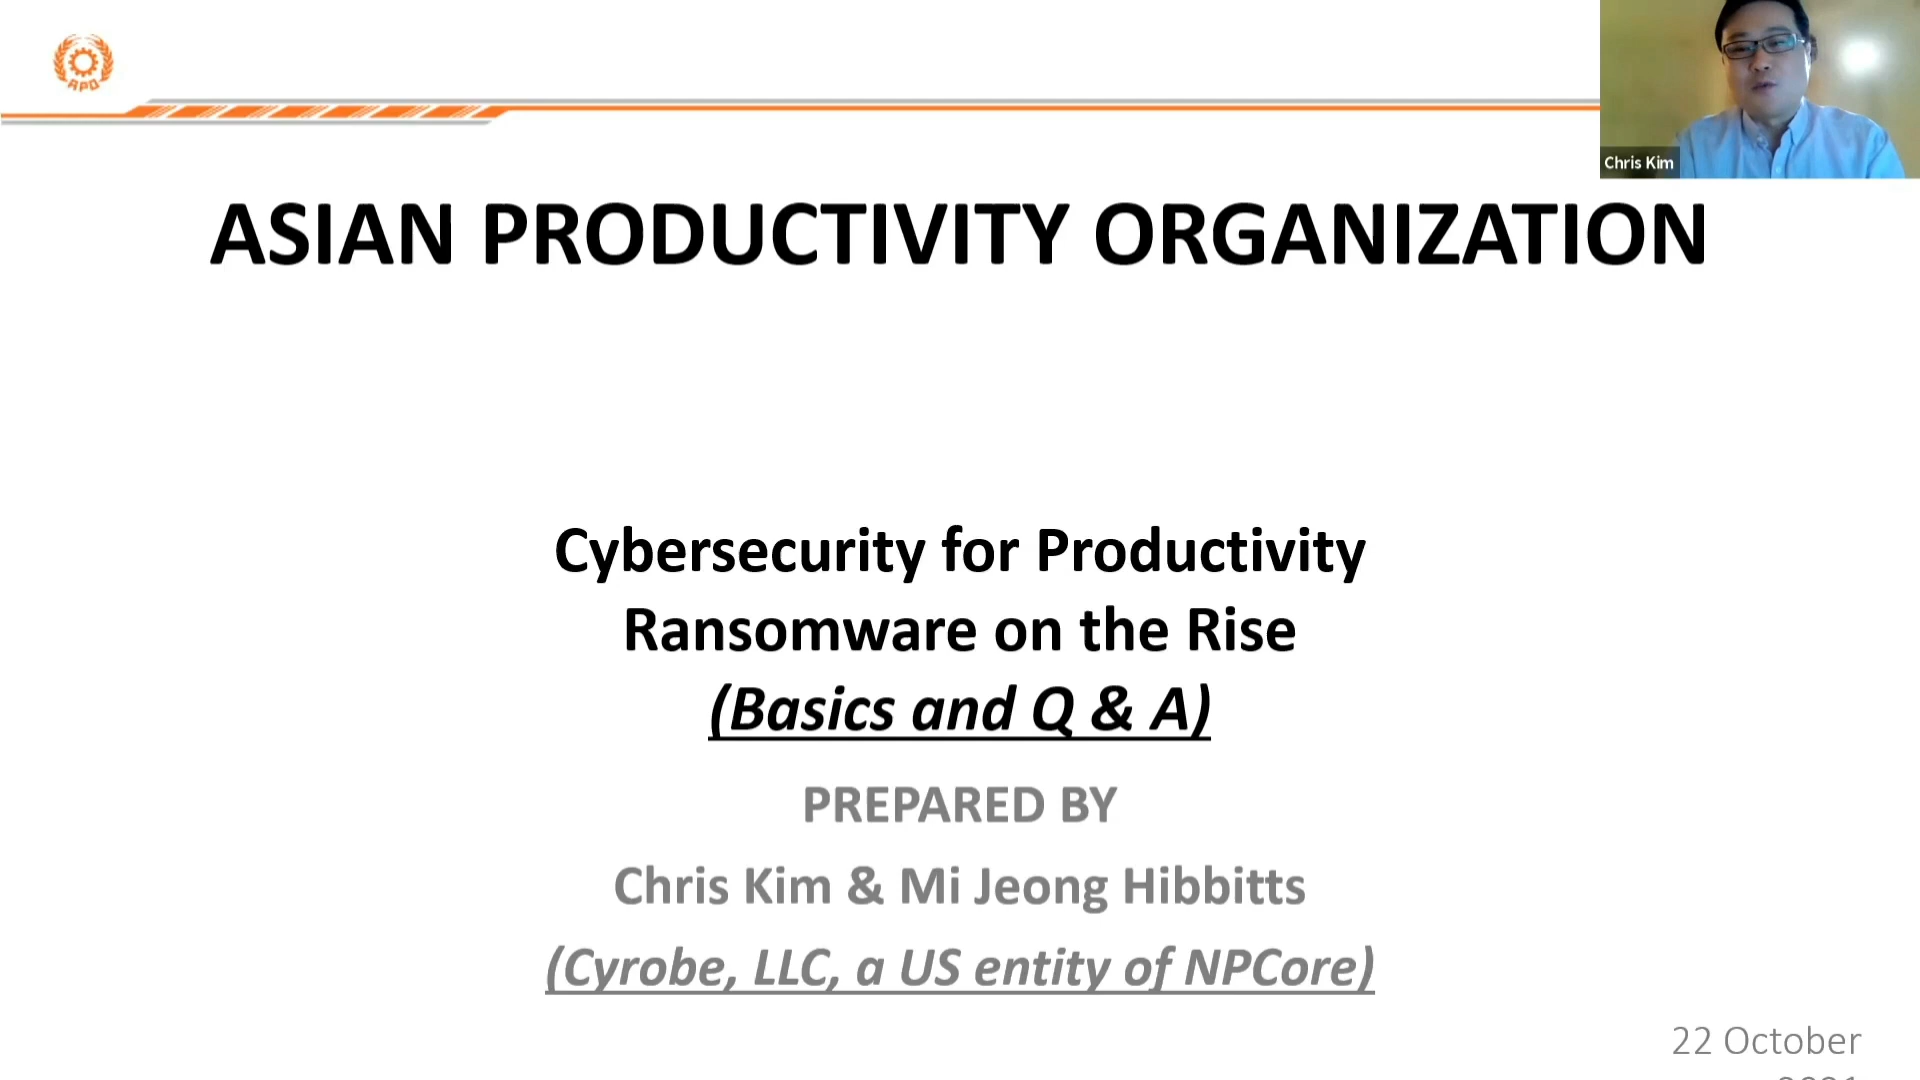 APO
Chris Kim
ASIAN PRODUCTIVITY ORGANIZATION
Cybersecurity for Productivity
Ransomware on the Rise
(Basics and Q & A)
PREPARED BY
Chris Kim & Mi Jeong Hibbitts
(Cyrobe, LLC, a US entity of NPCore)
22 October